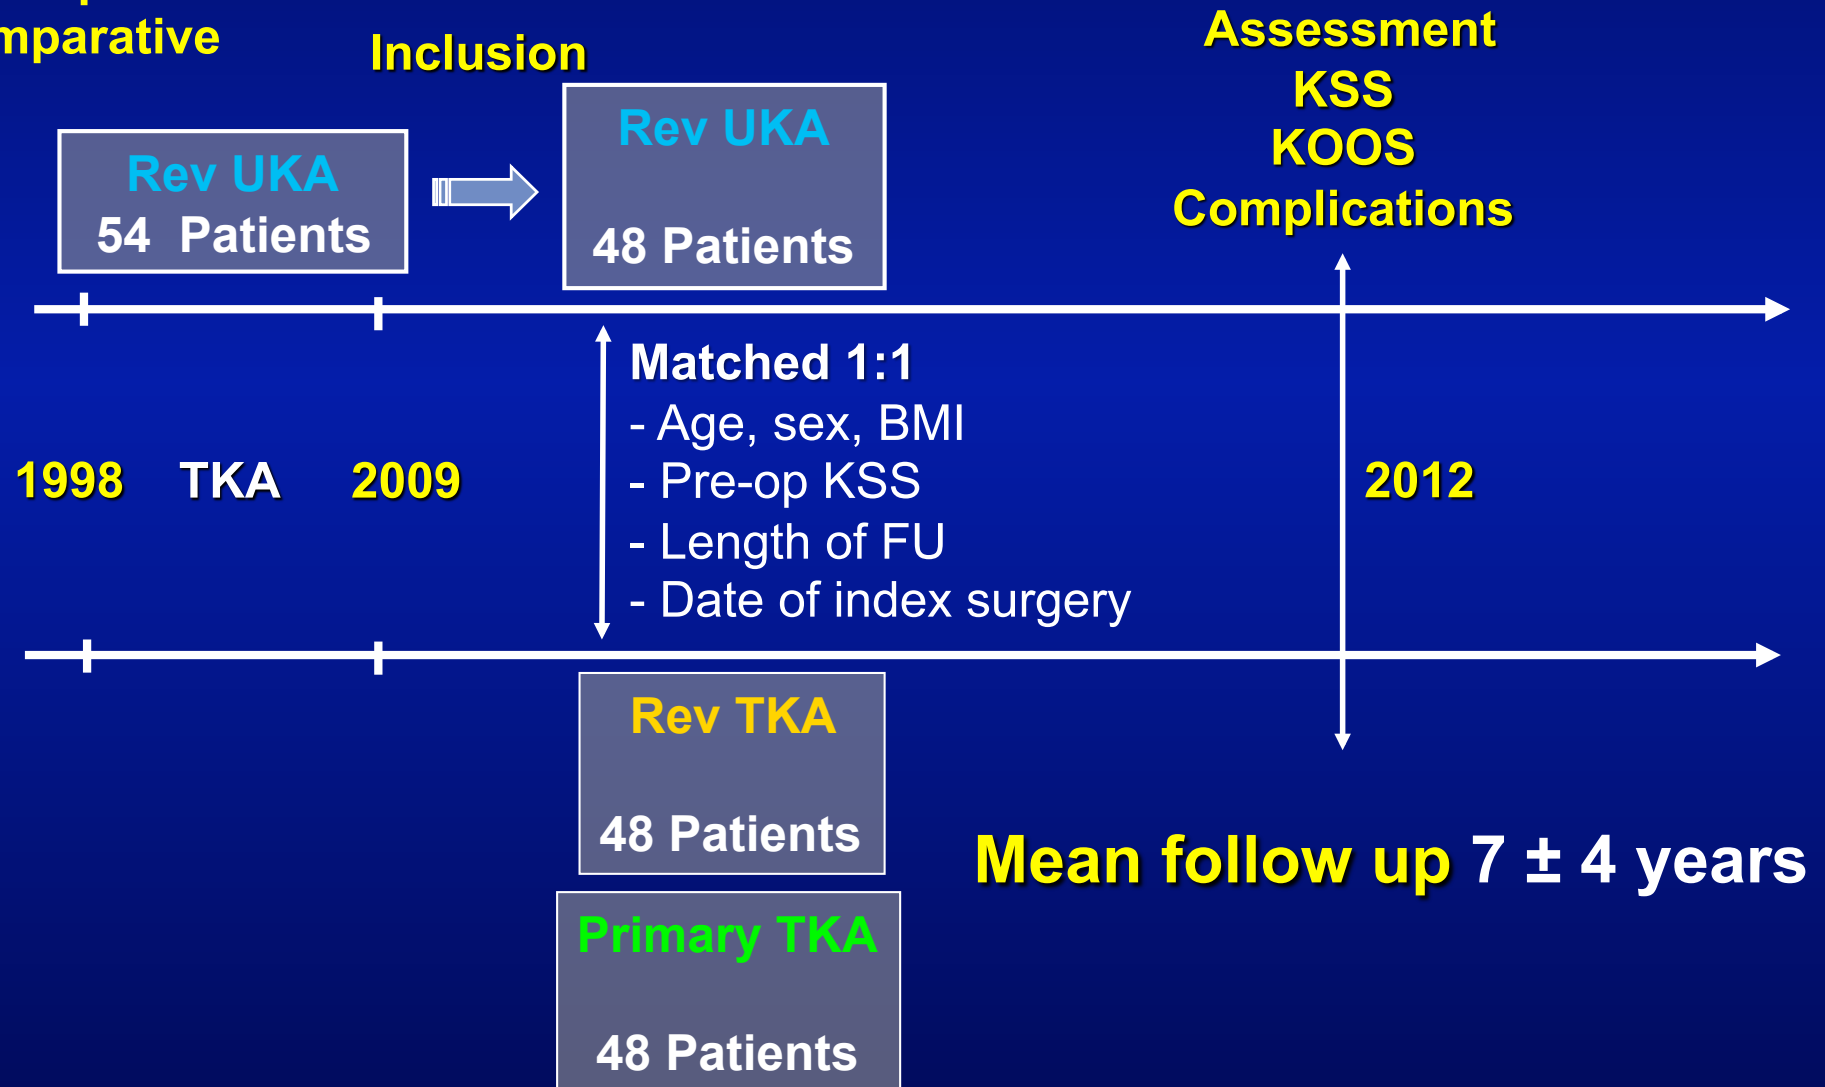 mparative
Inclusion
Rev UKA
54 Patients
Rev UKA
48 Patients
Assessment
KSS
KOOS
Complications
Matched 1:1
- Age, sex, BMI
- Pre-op KSS
- Length of FU
- Date of index surgery
1998 TKA 2009
2012
Rev TKA
48 Patients
Mean follow up 7 ± 4 years
Primary TKA
48 Patients